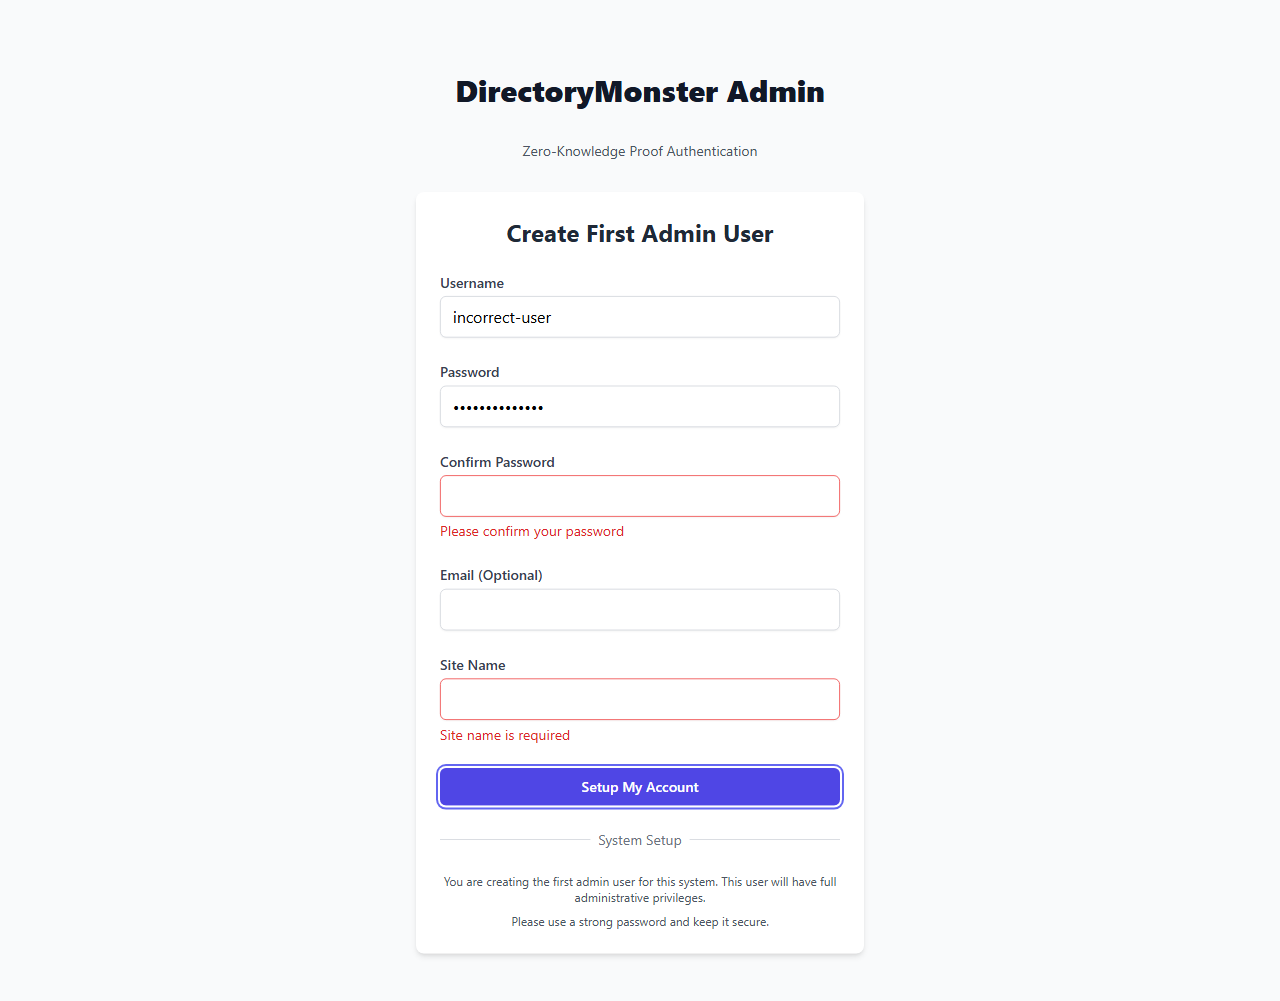 DirectoryMonster Admin
Zero-Knowledge Proof Authentication
Create First Admin User
Username
incorrect-user
Password
••••••••••••••
Confirm Password
Please confirm your password
Email (Optional)
Site Name
Site name is required
Setup My Account
System Setup
You are creating the first admin user for this system. This user will have full
administrative privileges.
Please use a strong password and keep it secure.